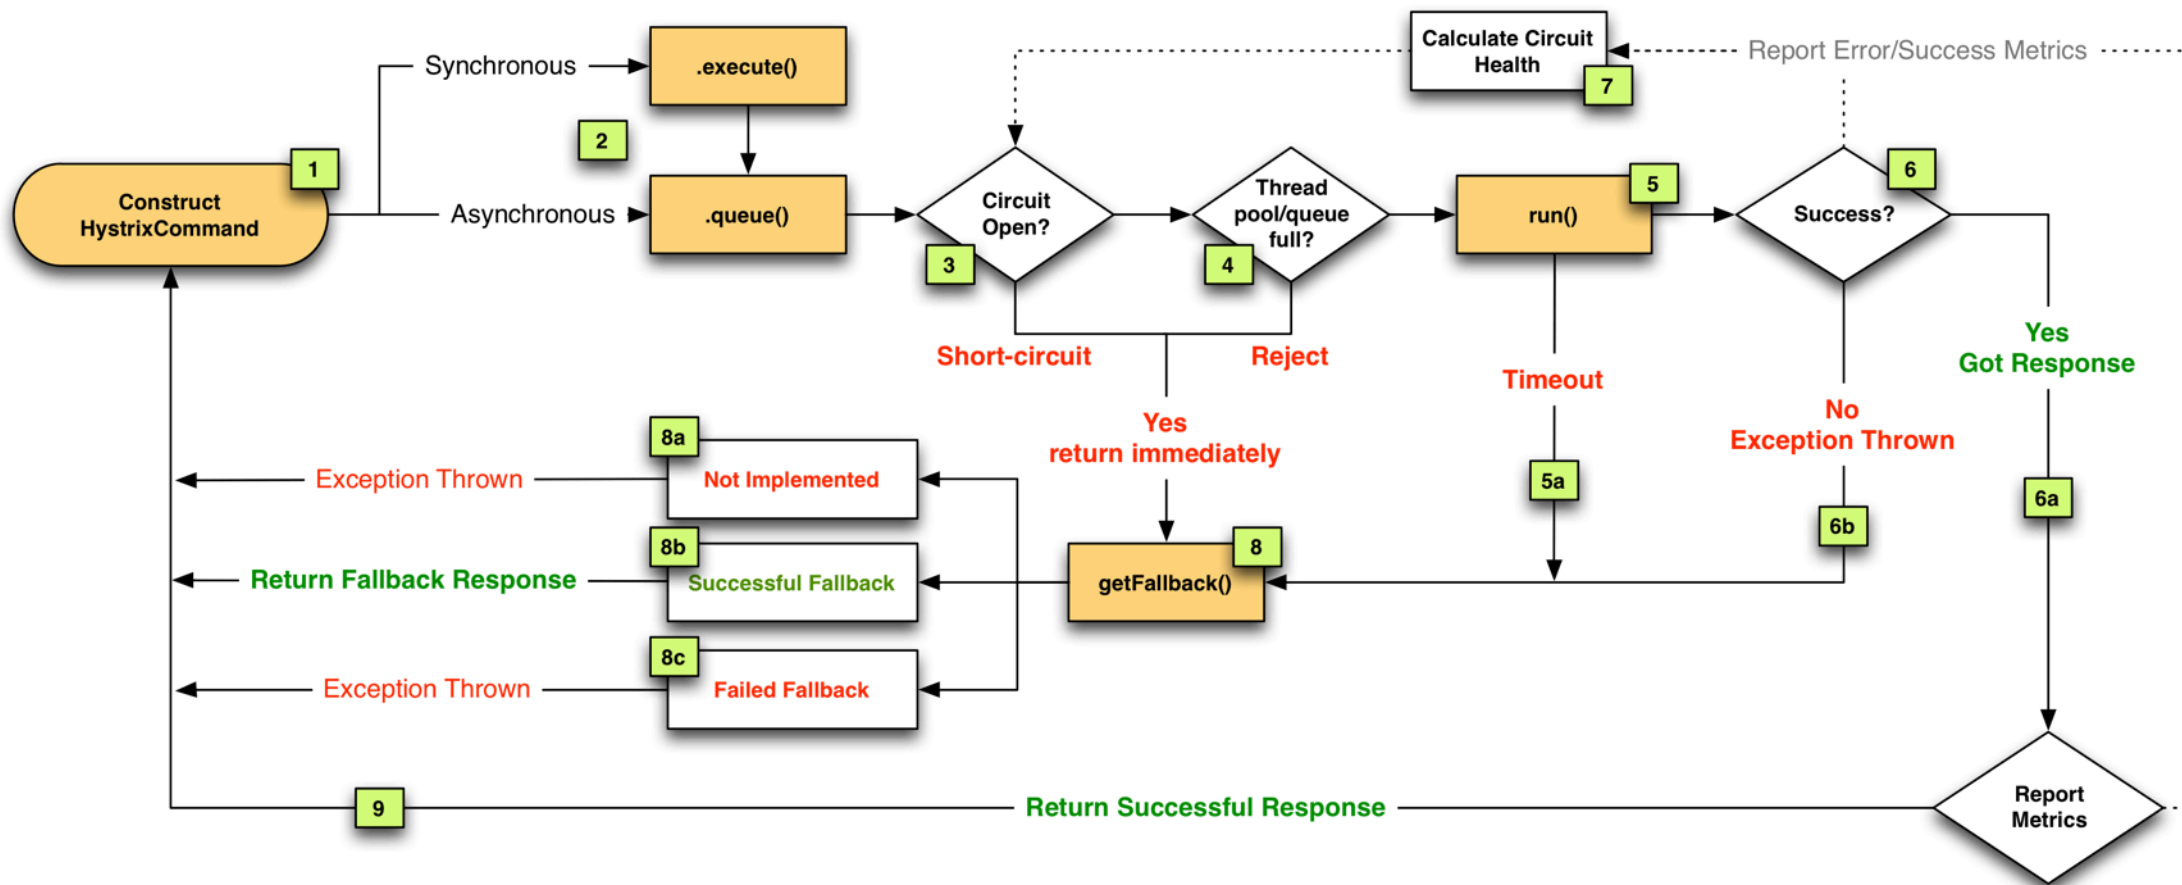 Calculate Circuit
Health
7
Report Error/Success Metrics
Synchronous
.execute()
2
1
Construct
HystrixCommand
Asynchronous
.queue()
Circuit
Open?
3
Thread
pool/queue
full?
4
run()
5
Success?
6
Short-circuit
Reject
Yes
return immediately
Timeout
5a
No
Exception Thrown
6b
Yes
Got Response
6a
8a
Not Implemented
Exception Thrown
8b
Successful Fallback
Return Fallback Response
8
getFallback()
8c
Failed Fallback
Exception Thrown
9
Return Successful Response
Report
Metrics